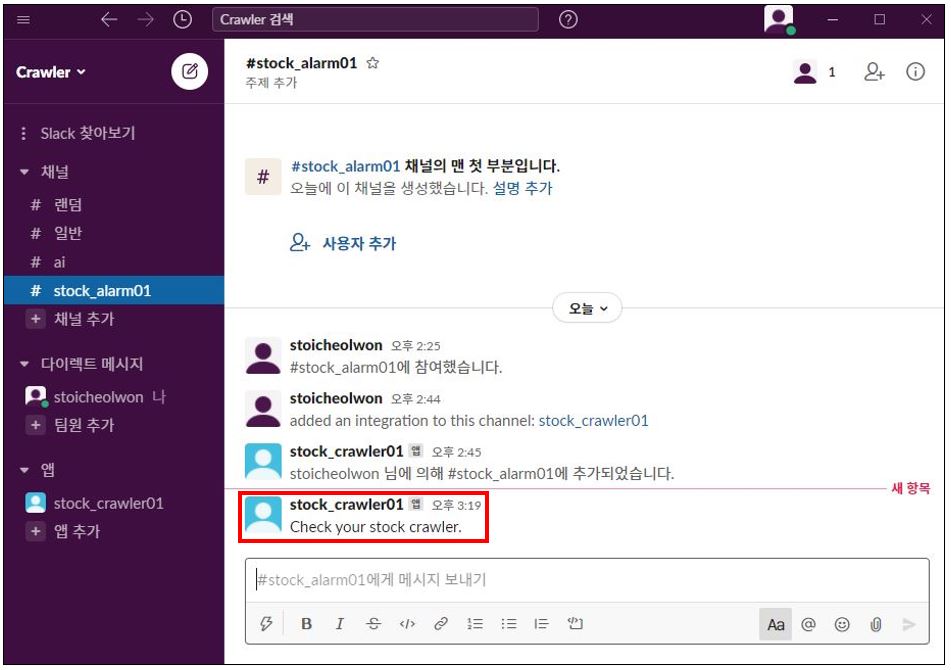 Crawler 검색
Crawler
#stock_alarm01
주제 추가
1
Slack 찾아보기
채널
# 랜덤
# 일반
# ai
# stock_alarm01
+ 채널 추가
다이렉트 메시지
stoicheolwon 나
+ 팀원 추가
앱
stock_crawler01
+ 앱 추가
#
#stock_alarm01 채널의 맨 첫 부분입니다.
오늘에 이 채널을 생성했습니다. 설명 추가
사용자 추가
오늘
stoicheolwon 오후 2:25
#stock_alarm01에 참여했습니다.
stoicheolwon 오후 2:44
added an integration to this channel: stock_crawler01
stock_crawler01 앱 오후 2:45
stoicheolwon 님에 의해 #stock_alarm01에 추가되었습니다.
새 항목
stock_crawler01 앱 오후 3:19
Check your stock crawler.
#stock_alarm01에게 메시지 보내기
B I S </> Aa @